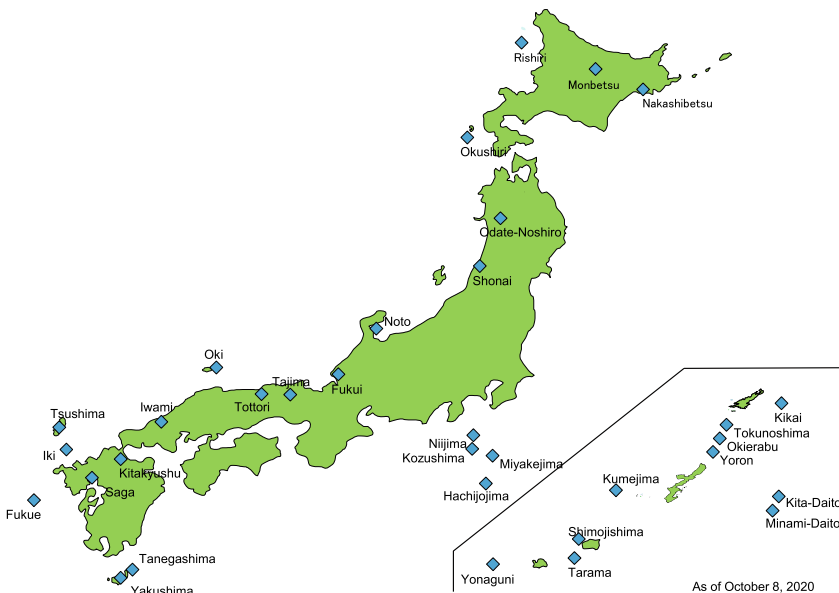 Rishiri
Monbetsu
Nakashibetsu
Okushiri
Odate-Noshiro
Shonai
Noto
Oki
Fukui
Tajima
Tottori
Iwami
Tsushima
Iki
Kitakyushu
Saga
Fukue
Tanegashima
Yakushima
Niijima
Kozushima
Miyakejima
Hachijojima
Kikai
Tokunoshima
Okierabu
Yoron
Kumejima
Kita-Daito
Minami-Daito
Shimojishima
Tarama
Yonaguni
As of October 8, 2020